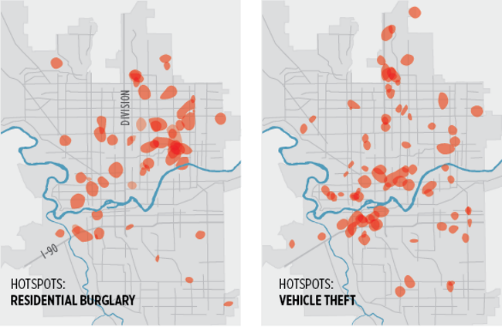 DIVISION
I-90
HOTSPOTS:
RESIDENTIAL BURGLARY
HOTSPOTS:
VEHICLE THEFT